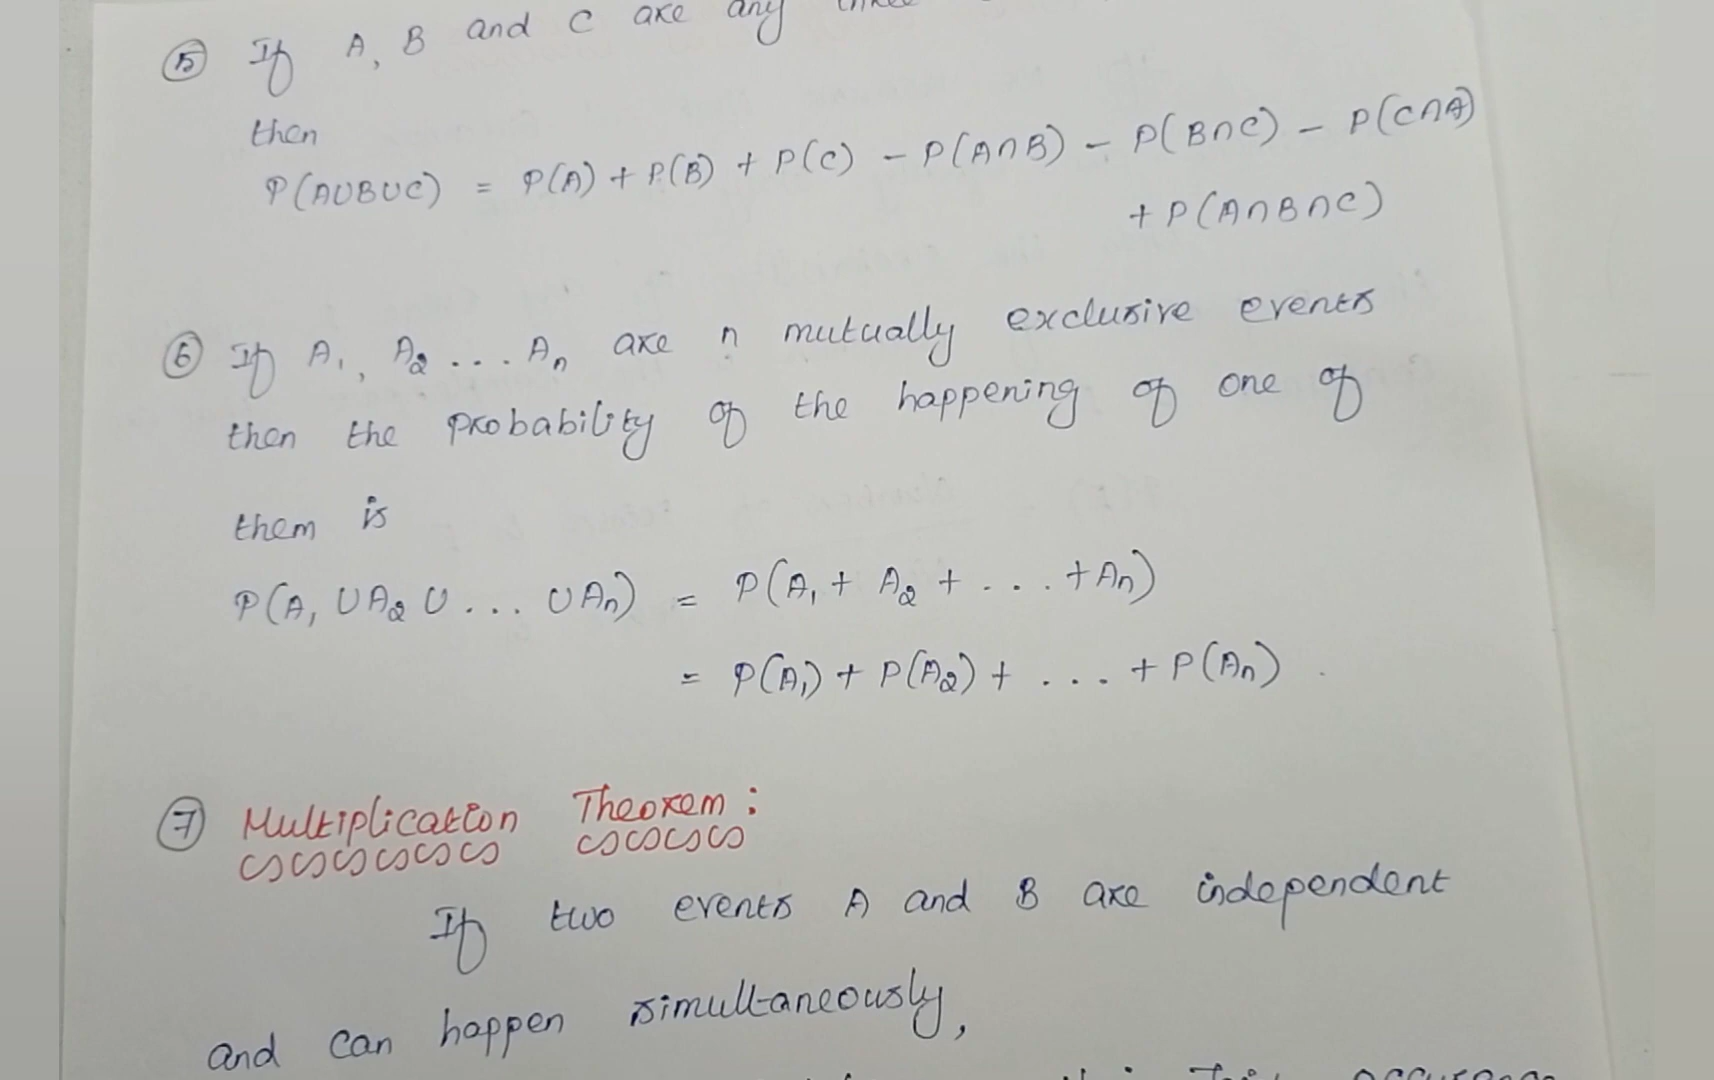 ⑤ If A, B and C are any three
then
P(A∪B∪C) = P(A) + P(B) + P(C) - P(A∩B) - P(B∩C) - P(C∩A)
+ P(A∩B∩C)
⑥ If A₁, A₂ ... Aₙ are n mutually exclusive events
then the probability of the happening of one of
them is
P(A₁ ∪ A₂ ∪ ... ∪ Aₙ) = P(A₁ + A₂ + ... + Aₙ)
= P(A₁) + P(A₂) + ... + P(Aₙ).
⑦ Multiplication Theorem:
If two events A and B are independent
and can happen simultaneously,